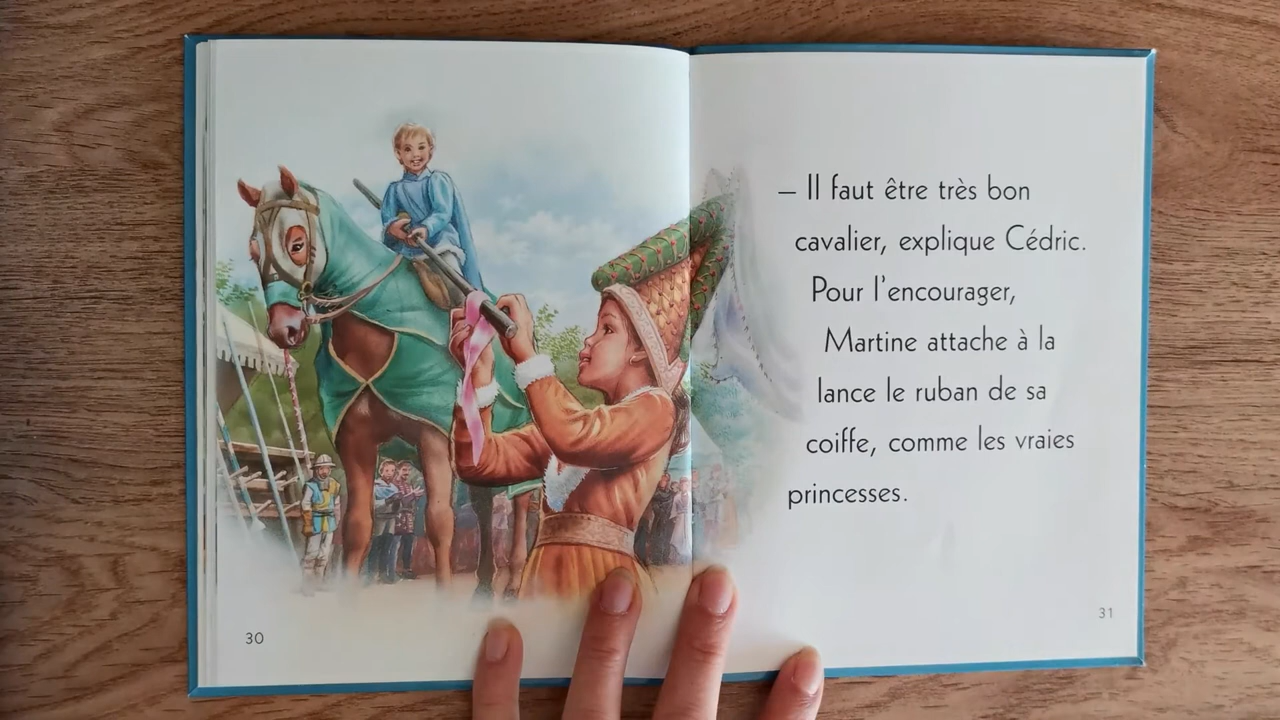 — Il faut être très bon
cavalier, explique Cédric.
Pour l'encourager,
Martine attache à la
lance le ruban de sa
coiffe, comme les vraies
princesses.
30
31